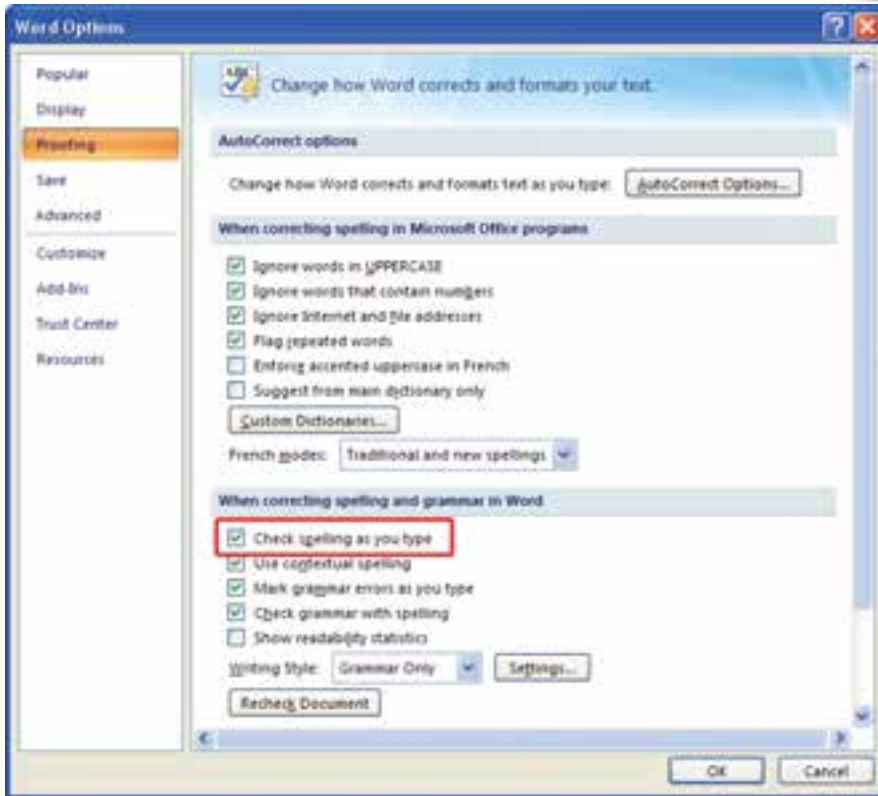 Word Options
Popular
Display
Proofing
Save
Advanced
Customize
Add-Ins
Trust Center
Resources
Change how Word corrects and formats your text.
AutoCorrect options
Change how Word corrects and formats text as you type: AutoCorrect Options...
When correcting spelling in Microsoft Office programs
Ignore words in UPPERCASE
Ignore words that contain numbers
Ignore Internet and file addresses
Flag repeated words
Enforce accented uppercase in French
Suggest from main dictionary only
Custom Dictionaries...
French modes: Traditional and new spellings
When correcting spelling and grammar in Word
Check spelling as you type
Use contextual spelling
Mark grammar errors as you type
Check grammar with spelling
Show readability statistics
Writing Style: Grammar Only Settings...
Recheck Document
OK Cancel